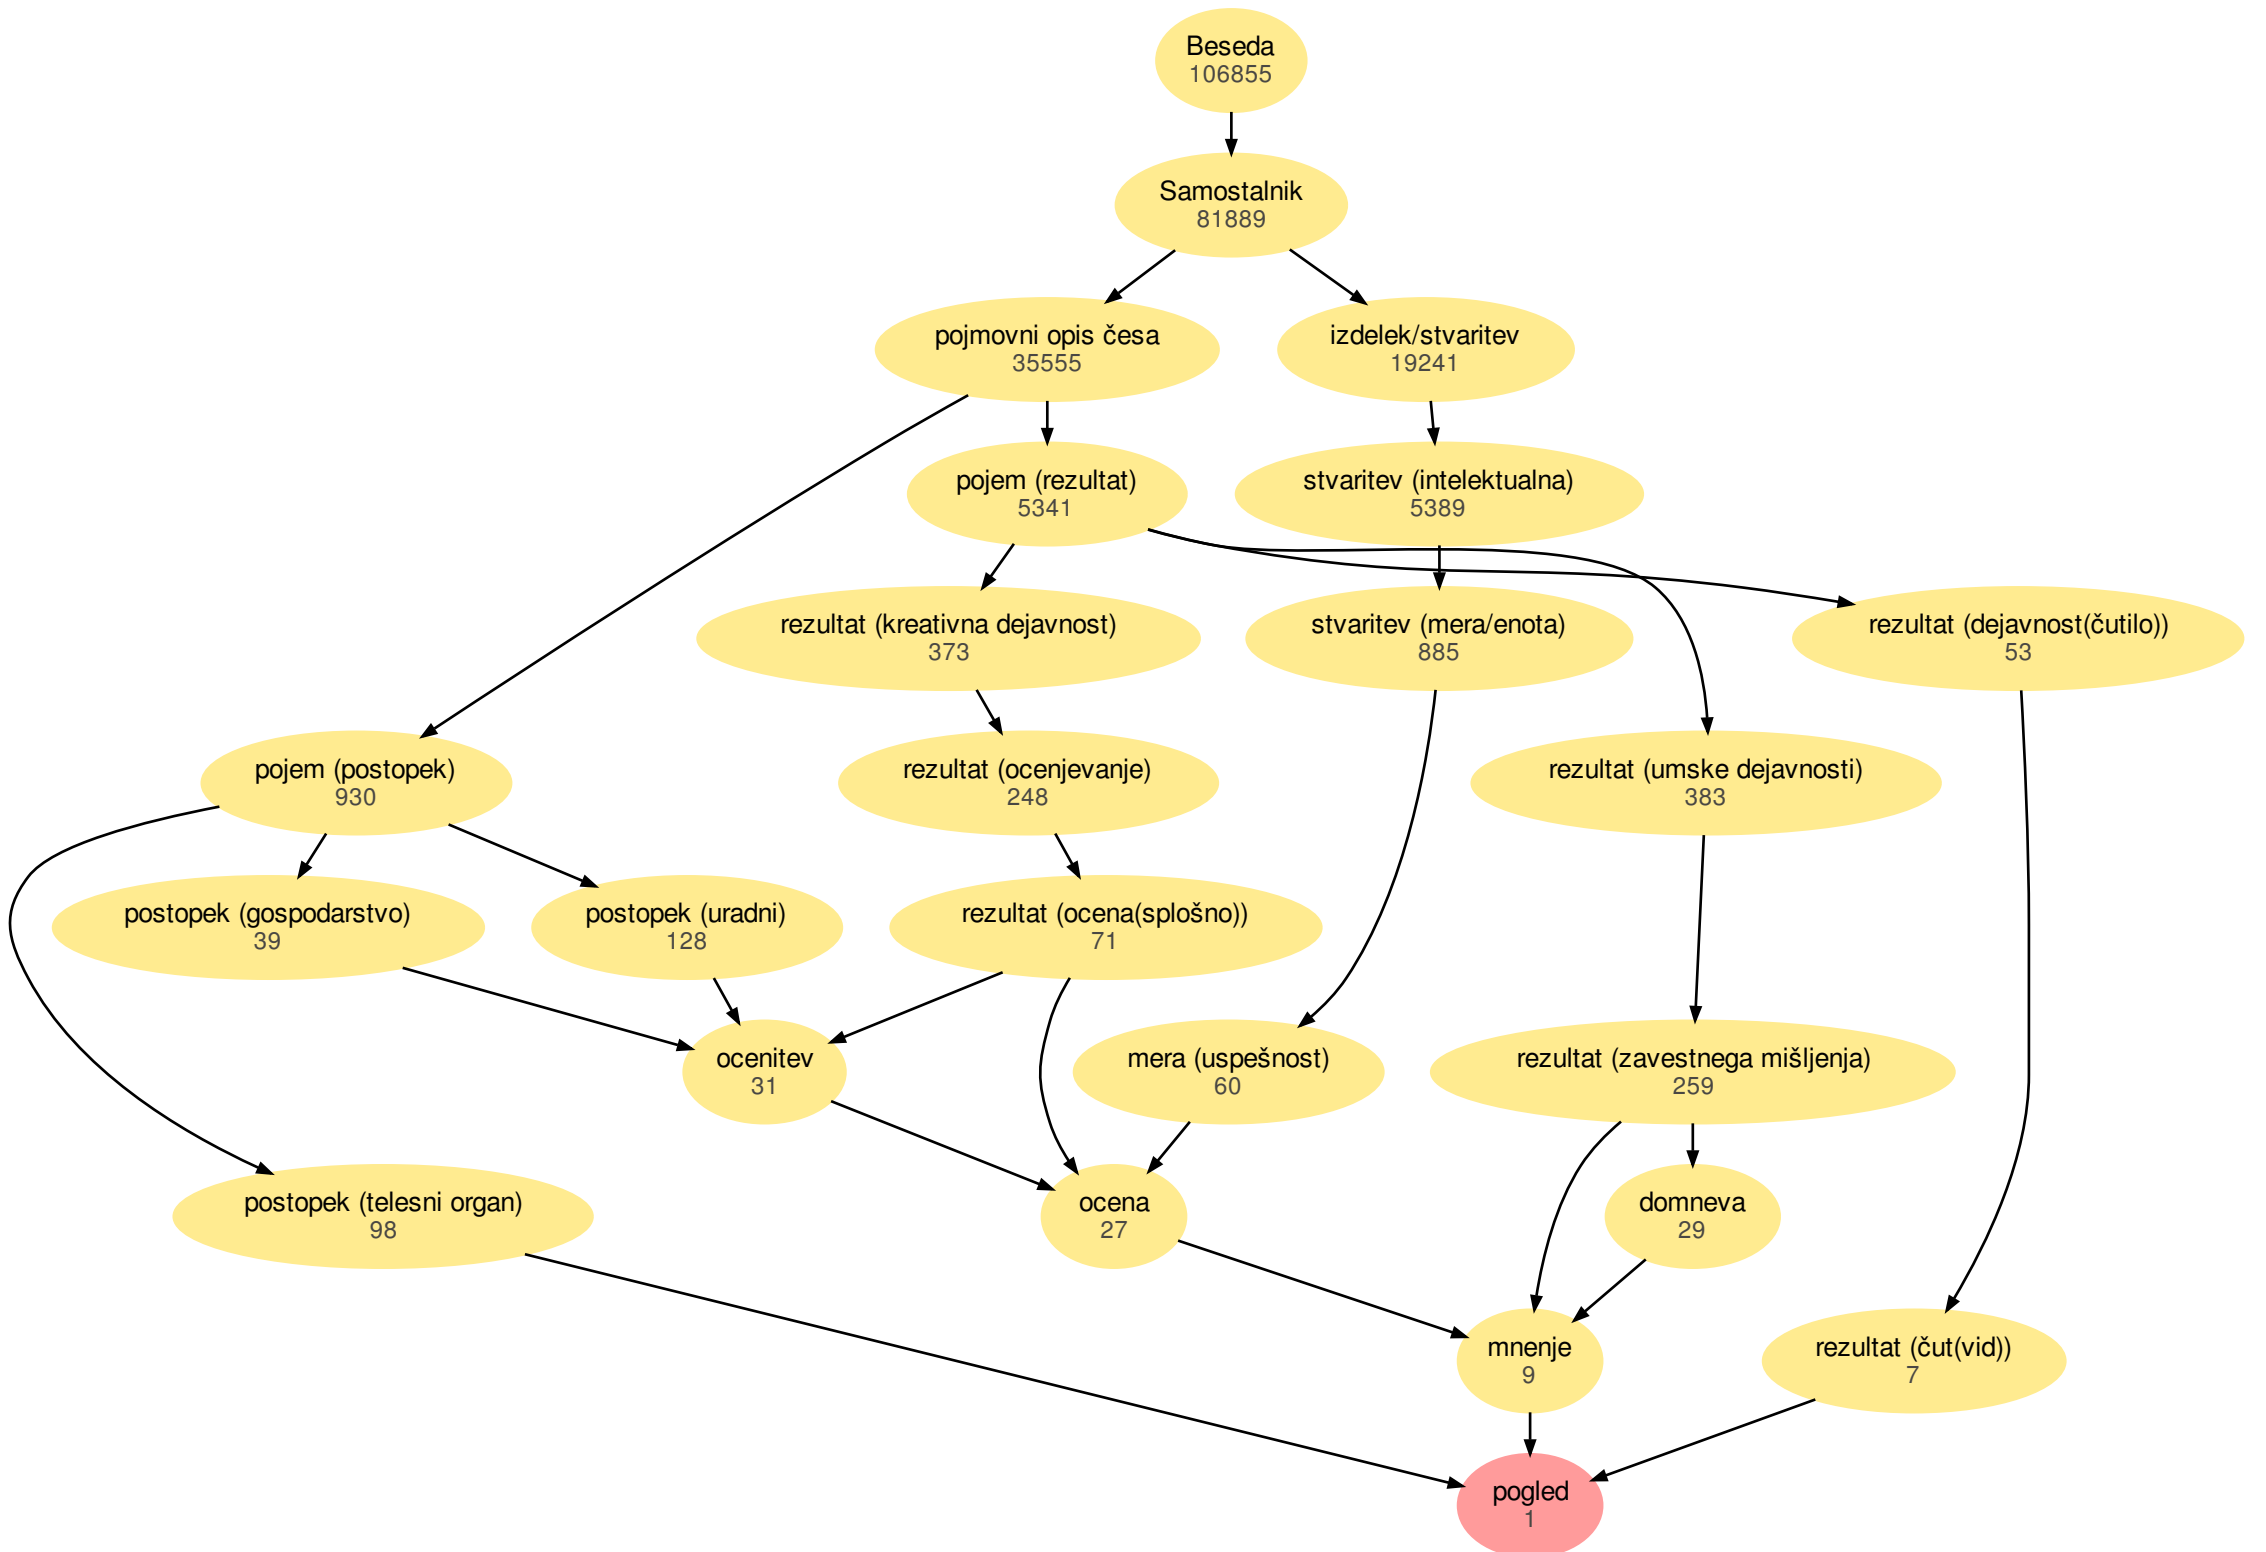 Beseda
106855
Samostalnik
81889
pojmovni opis česa
35555
izdelek/stvaritev
19241
pojem (rezultat)
5341
stvaritev (intelektualna)
5389
rezultat (kreativna dejavnost)
373
stvaritev (mera/enota)
885
rezultat (dejavnost(čutilo))
53
pojem (postopek)
930
rezultat (ocenjevanje)
248
rezultat (umske dejavnosti)
383
postopek (gospodarstvo)
39
postopek (uradni)
128
rezultat (ocena(splošno))
71
ocenitev
31
mera (uspešnost)
60
rezultat (zavestnega mišljenja)
259
postopek (telesni organ)
98
ocena
27
domneva
29
mnenje
9
rezultat (čut(vid))
7
pogled
1